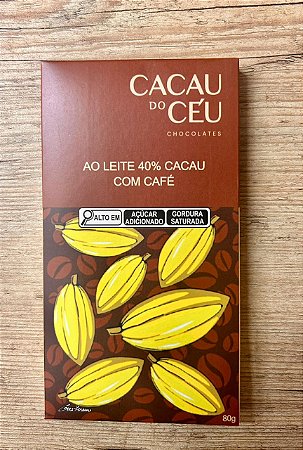 CACAU
DO
CÉU
CHOCOLATES
AO LEITE 40% CACAU
COM CAFÉ
ALTO EM
AÇÚCAR
ADICIONADO
GORDURA
SATURADA
80g